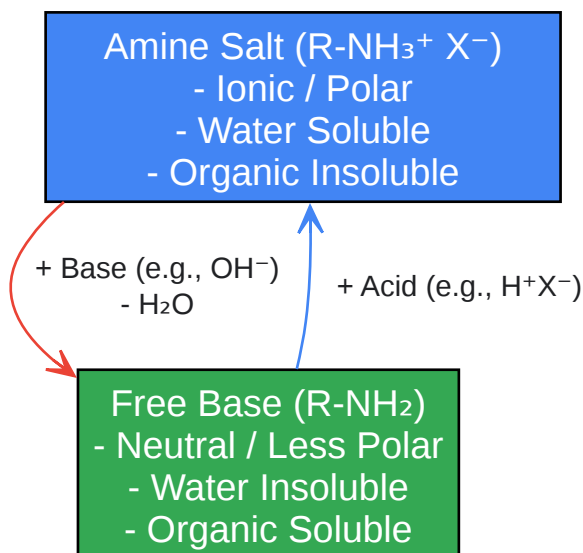 Amine Salt (R-NH₃⁺ X⁻)
- Ionic / Polar
- Water Soluble
- Organic Insoluble
+ Base (e.g., OH⁻)
- H₂O
+ Acid (e.g., H⁺X⁻)
Free Base (R-NH₂)
- Neutral / Less Polar
- Water Insoluble
- Organic Soluble